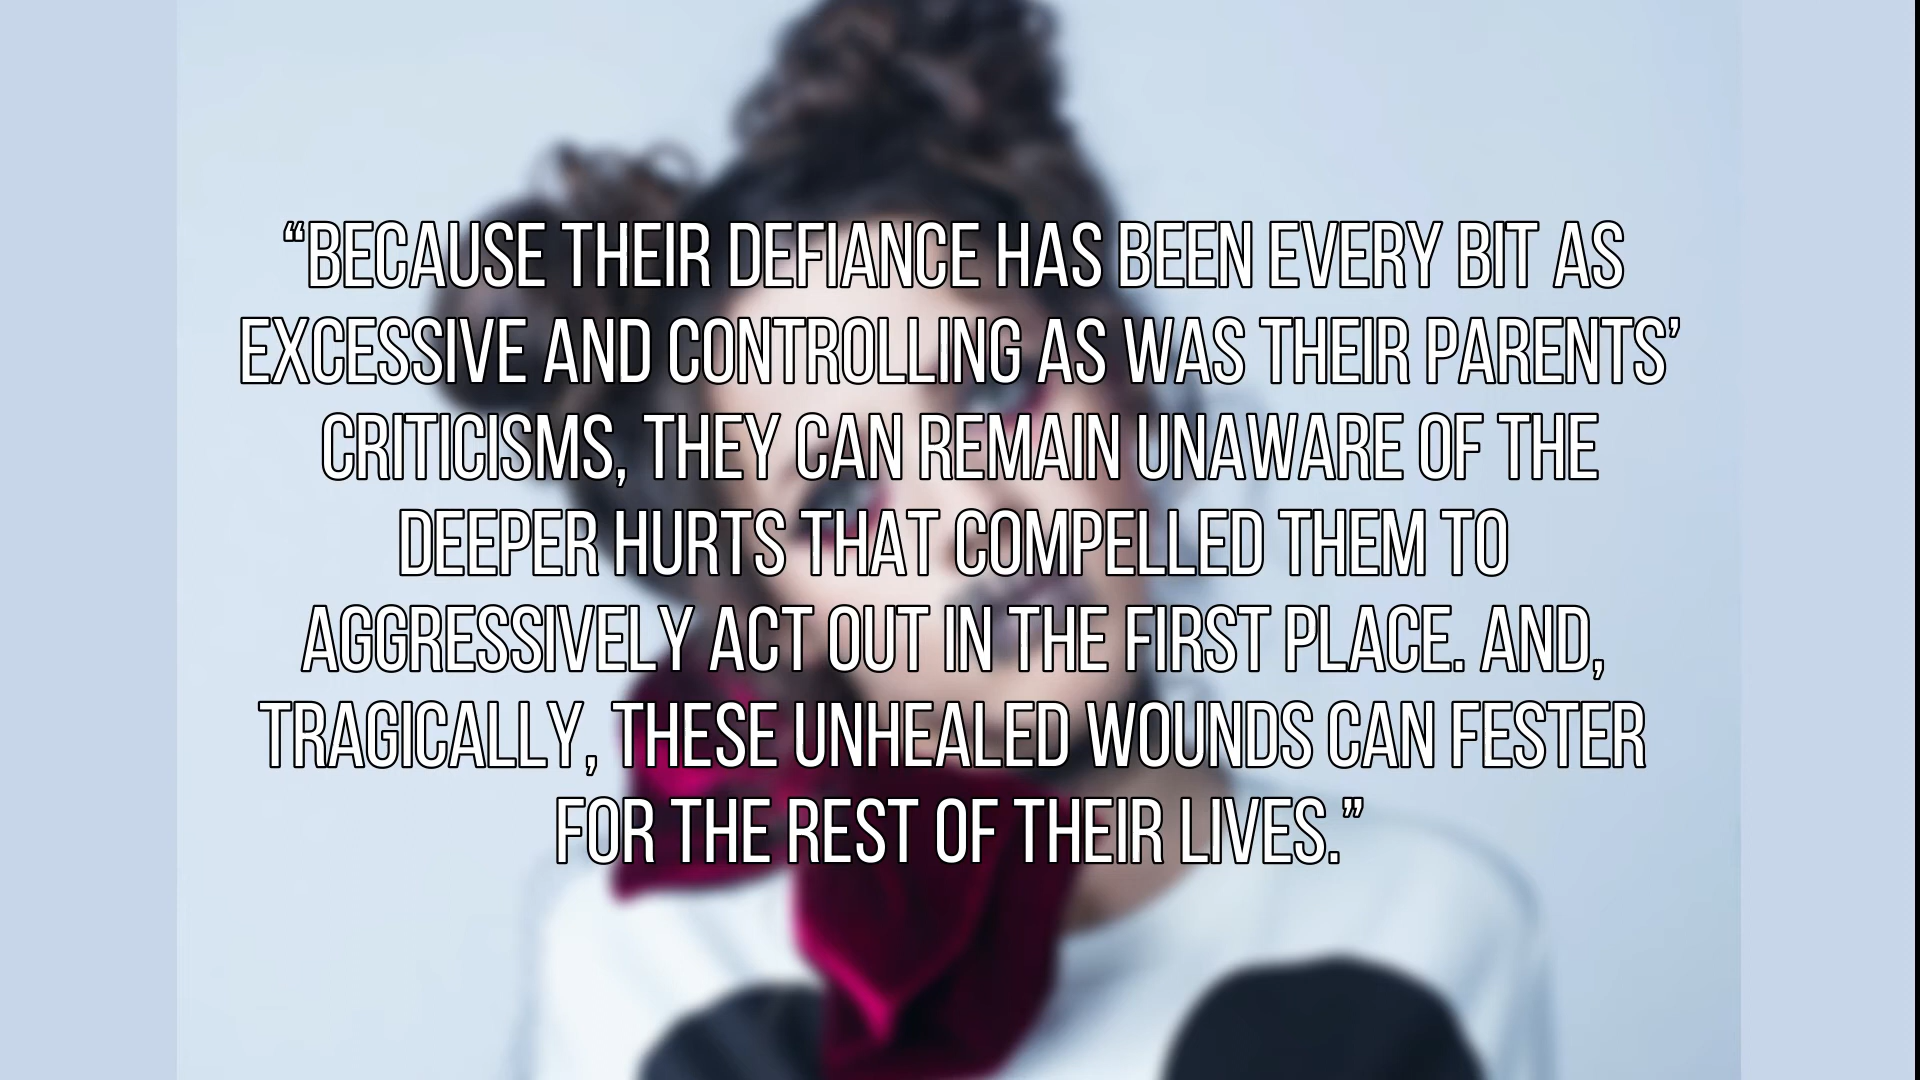 “BECAUSE THEIR DEFIANCE HAS BEEN EVERY BIT AS
EXCESSIVE AND CONTROLLING AS WAS THEIR PARENTS’
CRITICISMS, THEY CAN REMAIN UNAWARE OF THE
DEEPER HURTS THAT COMPELLED THEM TO
AGGRESSIVELY ACT OUT IN THE FIRST PLACE. AND,
TRAGICALLY, THESE UNHEALED WOUNDS CAN FESTER
FOR THE REST OF THEIR LIVES.”